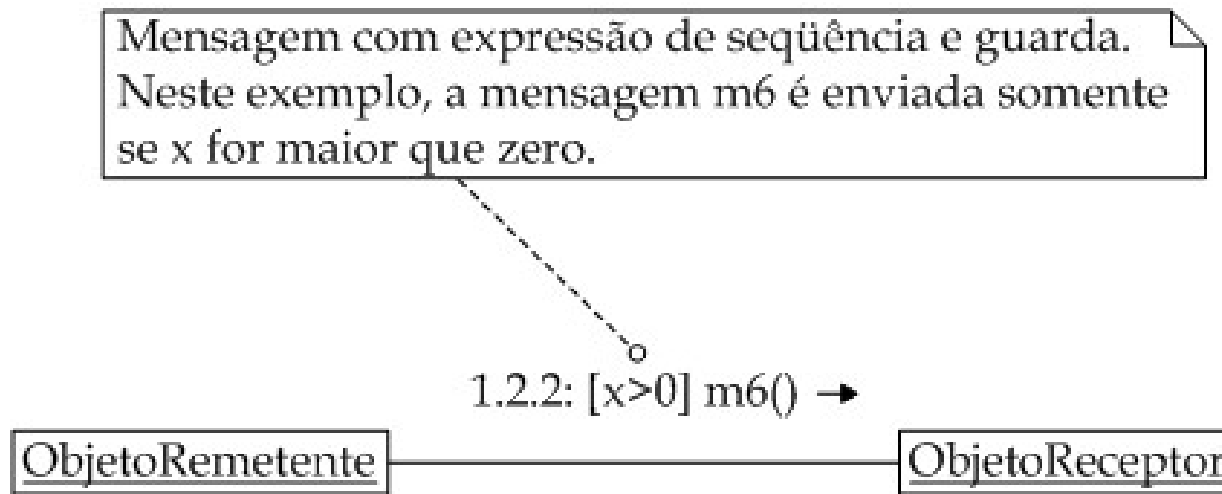 Mensagem com expressão de seqüência e guarda.
Neste exemplo, a mensagem m6 é enviada somente
se x for maior que zero.
1.2.2: [x>0] m6() →
ObjetoRemetente
ObjetoReceptor